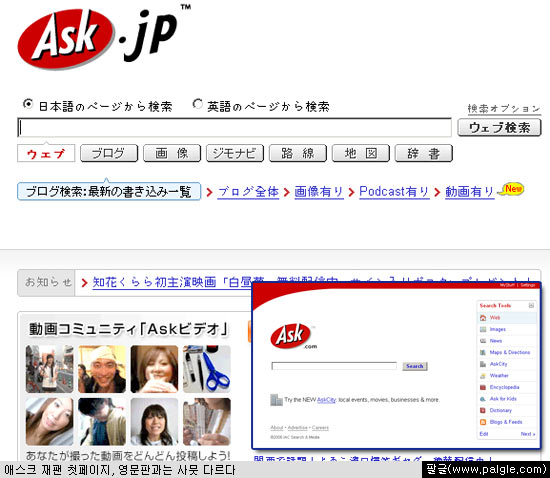 Ask.jp™
日本語のページから検索 英語のページから検索
検索オプション
ウェブ検索
ウェブ ブログ 画像 ジモナビ 路線 地図 辞書
ブログ検索:最新の書き込み一覧 ブログ全体 画像有り Podcast有り 動画有り New
お知らせ 知花くらら初主演映画「白昼夢
動画コミュニティ「Askビデオ」
あなたが撮った動画をどんどん投稿しよう!
MyStuff | Settings
Ask.com
Search
Try the NEW AskCity: local events, movies, businesses & more.
About | Advertise | Careers
©2006 IAC Search & Media
Search Tools
Web
Images
News
Maps & Directions
AskCity
Weather
Encyclopedia
Ask for Kids
Dictionary
Blogs & Feeds
Edit Next »
애스크 재팬 첫페이지, 영문판과는 사뭇 다르다
팔글(www.palgle.com)